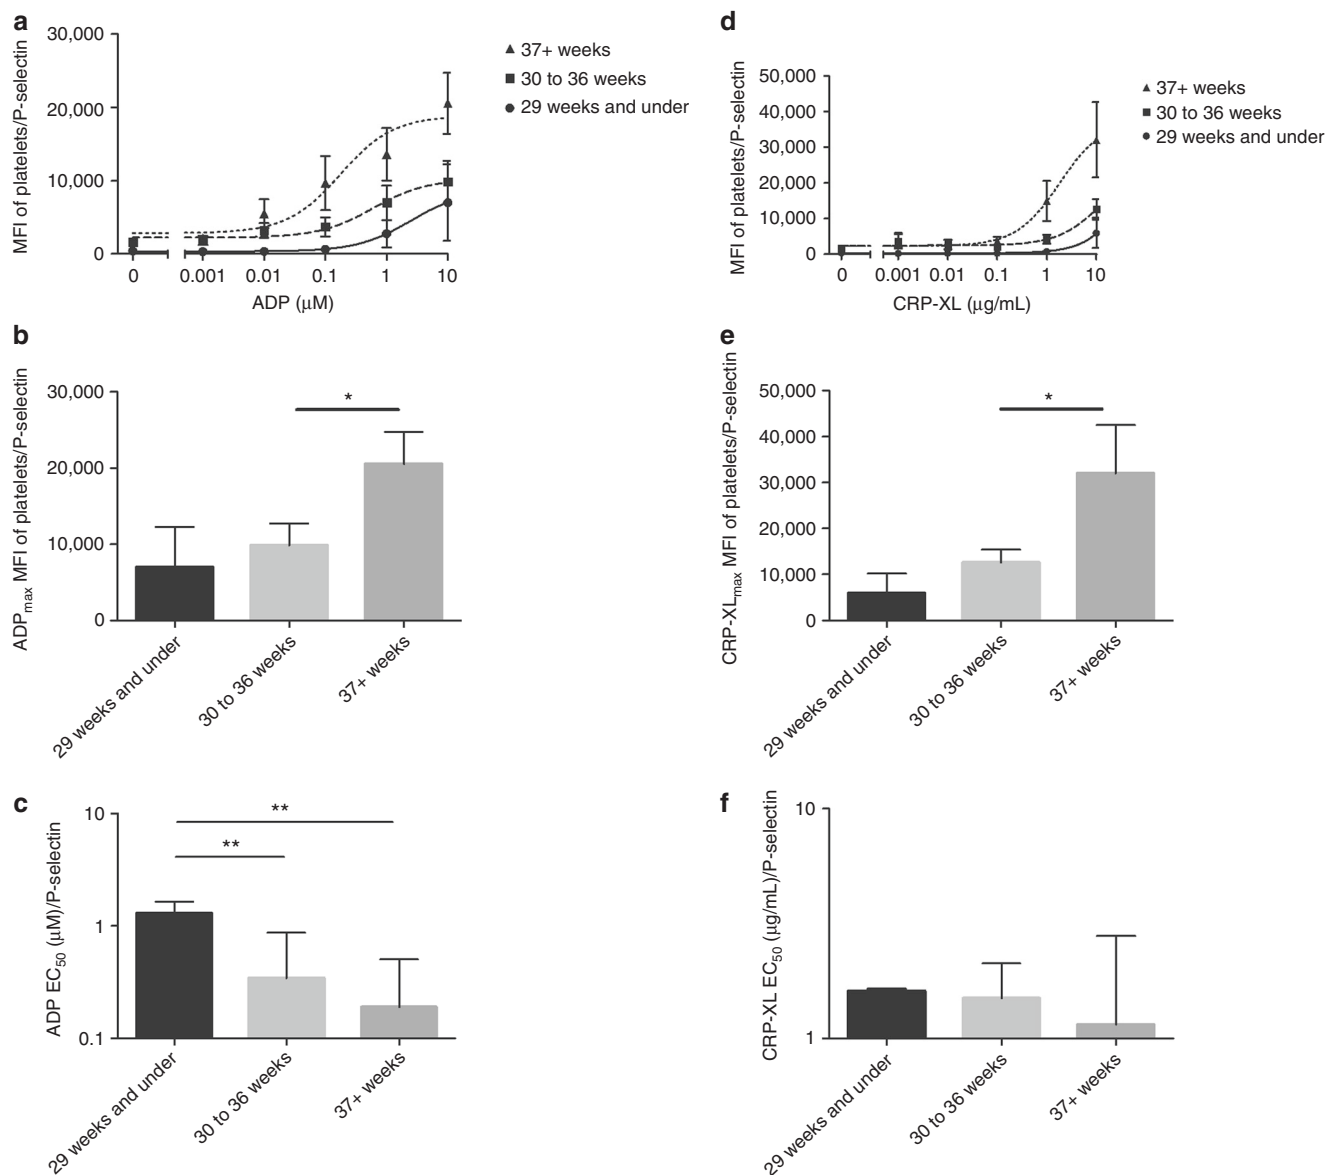 a
MFI of platelets/P-selectin
30,000
20,000
10,000
0
0
0.001
0.01
0.1
1
10
ADP (μM)
37+ weeks
30 to 36 weeks
29 weeks and under
d
MFI of platelets/P-selectin
50,000
40,000
30,000
20,000
10,000
0
0
0.001
0.01
0.1
1
10
CRP-XL (μg/mL)
37+ weeks
30 to 36 weeks
29 weeks and under
b
ADPmax MFI of platelets/P-selectin
30,000
20,000
10,000
0
*
29 weeks and under
30 to 36 weeks
37+ weeks
e
CRP-XLmax MFI of platelets/P-selectin
50,000
40,000
30,000
20,000
10,000
0
*
29 weeks and under
30 to 36 weeks
37+ weeks
c
ADP EC50 (μM)/P-selectin
10
1
0.1
**
**
29 weeks and under
30 to 36 weeks
37+ weeks
f
CRP-XL EC50 (μg/mL)/P-selectin
10
1
29 weeks and under
30 to 36 weeks
37+ weeks